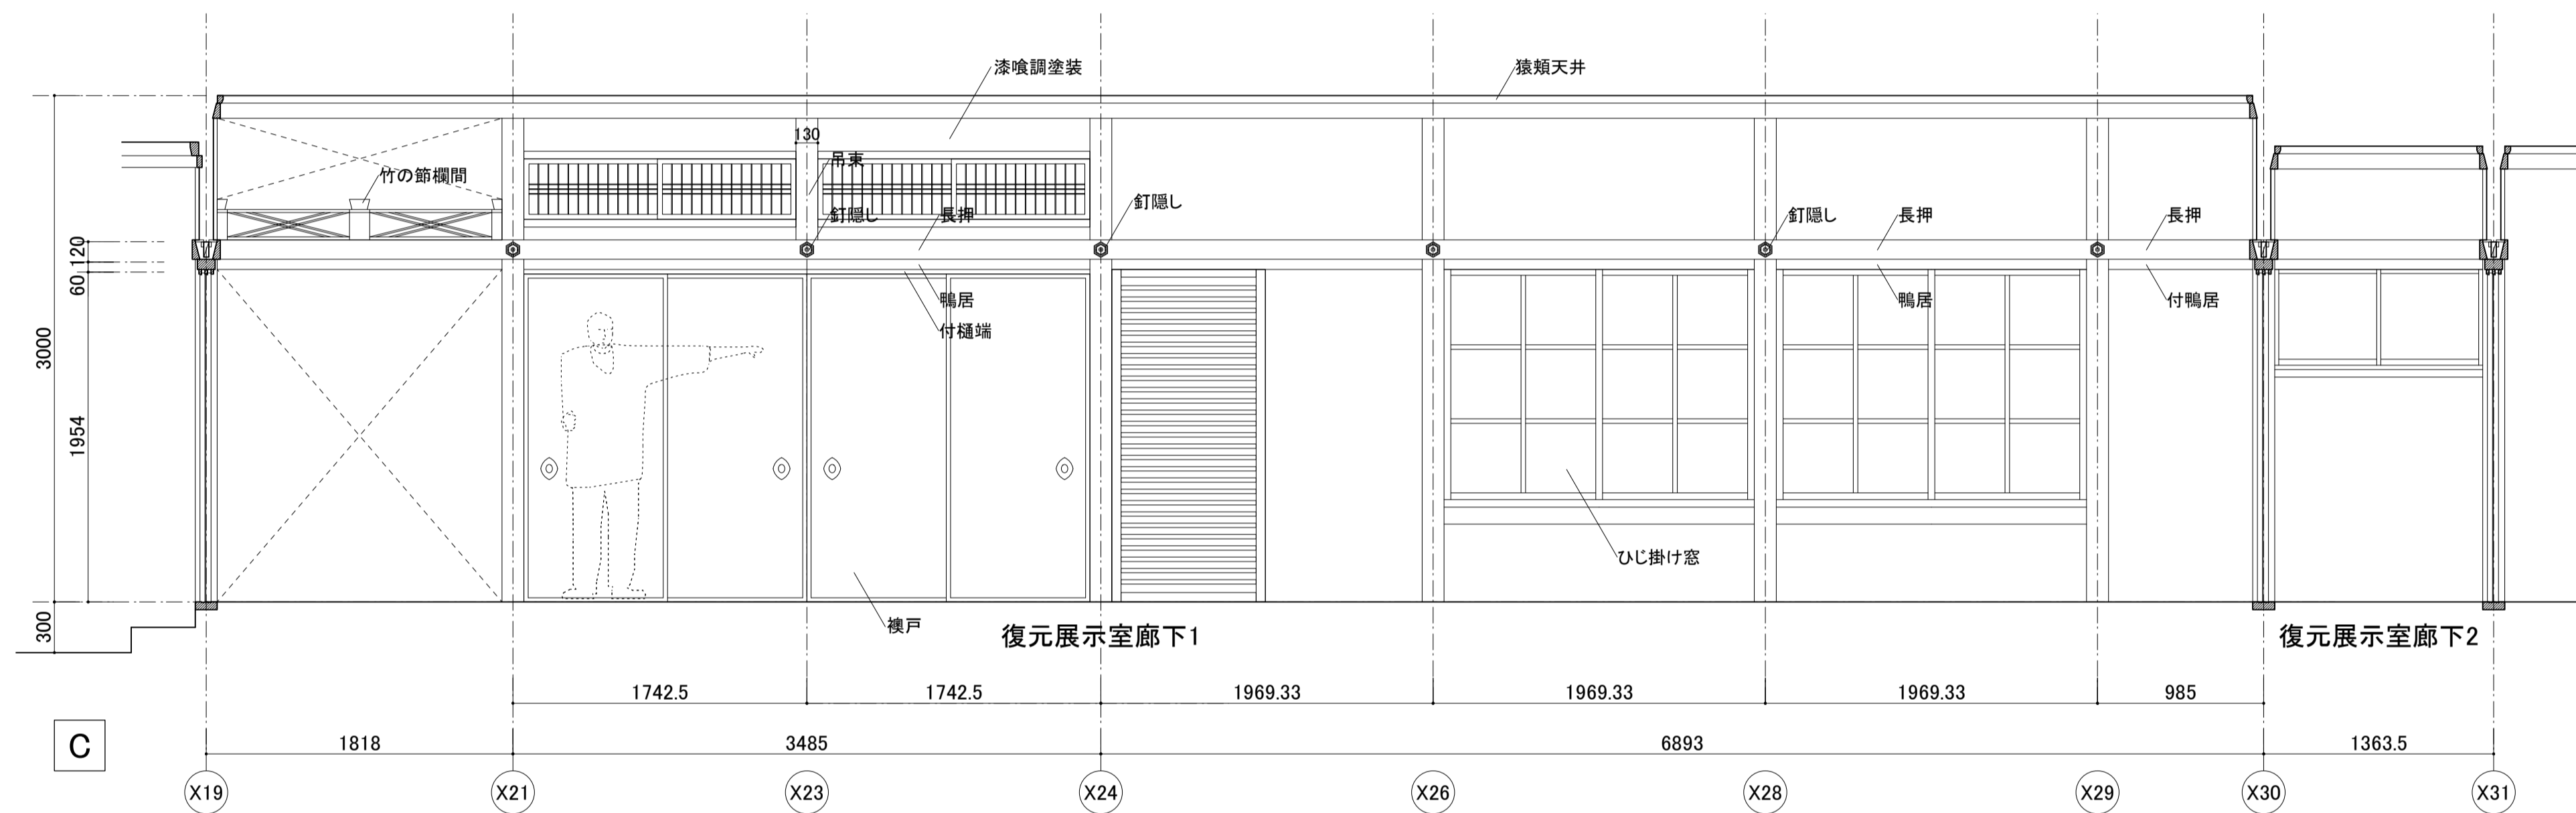 漆喰調塗装
猿頬天井
130
吊束
竹の節欄間
釘隠し
長押
釘隠し
釘隠し
長押
長押
120
60
鴨居
鴨居
付鴨居
付樋端
3000
1954
ひじ掛け窓
襖戸
300
復元展示室廊下1
復元展示室廊下2
1742.5
1742.5
1969.33
1969.33
1969.33
985
C
1818
3485
6893
1363.5
X19
X21
X23
X24
X26
X28
X29
X30
X31